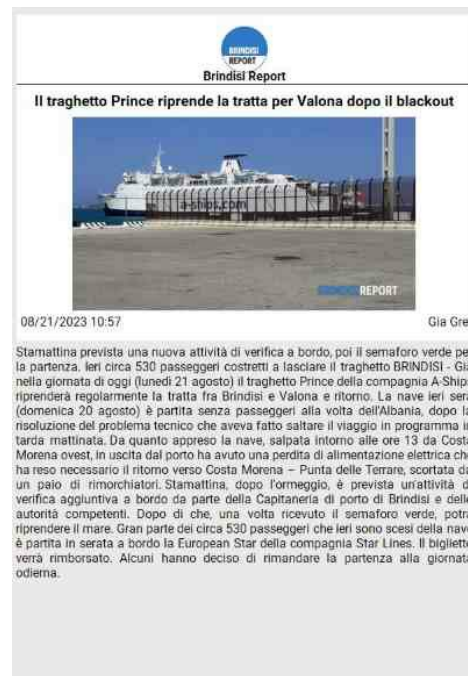 BRINDISI
REPORT
Brindisi Report
Il traghetto Prince riprende la tratta per Valona dopo il blackout
a-ships.com
BRINDISI REPORT
08/21/2023 10:57
Gia Gre
Stamattina prevista una nuova attività di verifica a bordo, poi il semaforo verde pe
la partenza. Ieri circa 530 passeggeri costretti a lasciare il traghetto BRINDISI - Già
nella giornata di oggi (lunedì 21 agosto) il traghetto Prince della compagnia A-Ship
riprenderà regolarmente la tratta fra Brindisi e Valona e ritorno. La nave ieri sera
(domenica 20 agosto) è partita senza passeggeri alla volta dell'Albania, dopo la
risoluzione del problema tecnico che aveva fatto saltare il viaggio in programma in
tarda mattinata. Da quanto appreso la nave, salpata intorno alle ore 13 da Costa
Morena ovest, in uscita dal porto ha avuto una perdita di alimentazione elettrica che
ha reso necessario il ritorno verso Costa Morena – Punta delle Terrare, scortata da
un paio di rimorchiatori. Stamattina, dopo l'ormeggio, è prevista un'attività di
verifica aggiuntiva a bordo da parte della Capitaneria di porto di Brindisi e delle
autorità competenti. Dopo di che, una volta ricevuto il semaforo verde, potrà
riprendere il mare. Gran parte dei circa 530 passeggeri che ieri sono scesi della nave
è partita in serata a bordo la European Star della compagnia Star Lines. Il biglietto
verrà rimborsato. Alcuni hanno deciso di rimandare la partenza alla giornata
odierna.